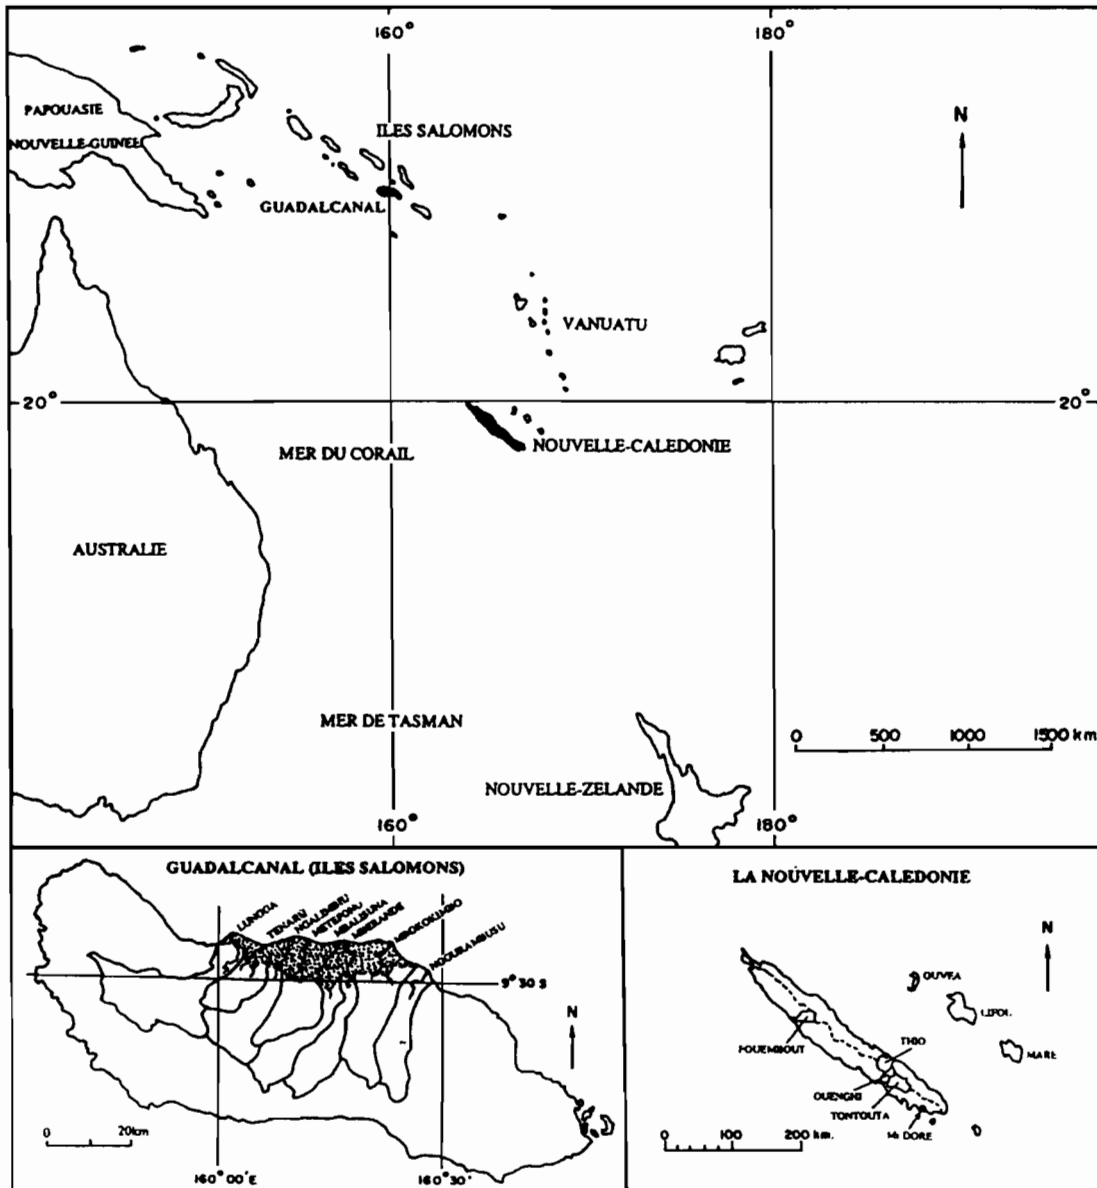 160°
180°
PAPOUASIE
NOUVELLE-GUINEE
ILES SALOMONS
N
GUADALCANAL
VANUATU
20°
20°
NOUVELLE-CALEDONIE
MER DU CORAIL
AUSTRALIE
MER DE TASMAN
0 500 1000 1500 km
NOUVELLE-ZELANDE
160°
180°
GUADALCANAL (ILES SALOMONS)
LUNGGA
TENARU
NGALIMBIU
METEPONI
MBALISUNA
MBERANDE
MBOKOKIMBO
9°30 S
N
0 20km
160°00'E
160°30'
LA NOUVELLE-CALEDONIE
N
OUVEA
LIFOU
MARE
POUEMBOUT
THIO
OUENGHI
TONTOUTA
Mt DORE
0 100 200 km.